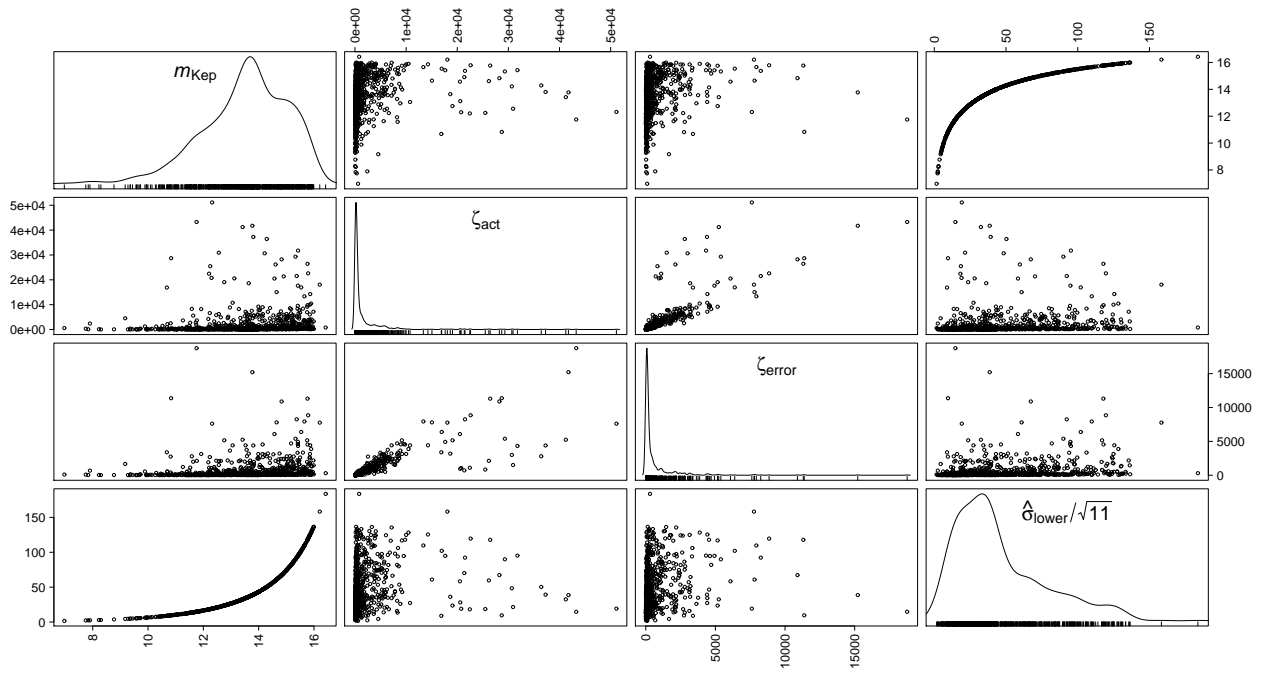 0e+00 1e+04 2e+04 3e+04 4e+04 5e+04
0 50 100 150
m_Kep
16
14
12
10
8
5e+04
4e+04
3e+04
2e+04
1e+04
0e+00
ζ_act
ζ_error
15000
10000
5000
0
150
100
50
0
σ̂_lower/√11
8 10 12 14 16
0 5000 10000 15000